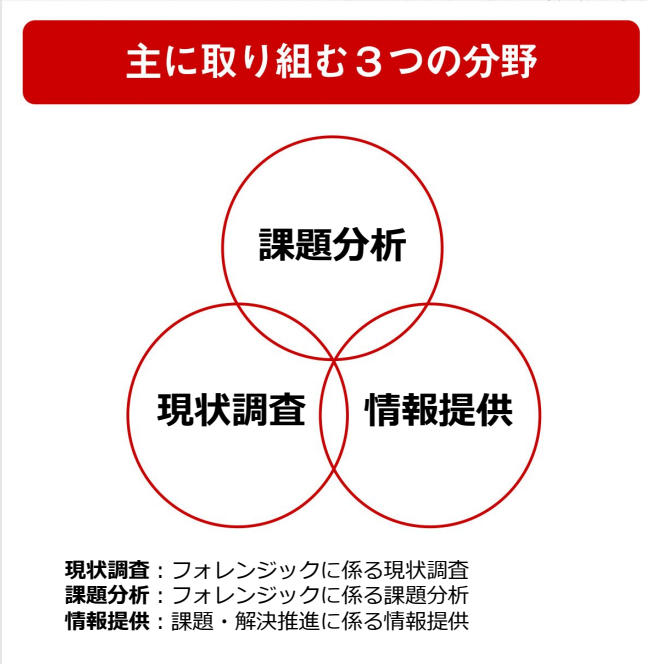 主に取り組む３つの分野
課題分析
現状調査
情報提供
現状調査：フォレンジックに係る現状調査
課題分析：フォレンジックに係る課題分析
情報提供：課題・解決推進に係る情報提供